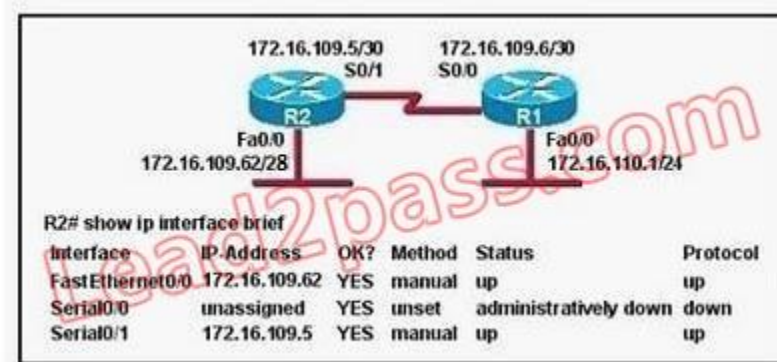 172.16.109.5/30 172.16.109.6/30
S0/1 S0/0
R2 R1
Fa0/0 Fa0/0
172.16.109.62/28 172.16.110.1/24
Lead2pass.com
R2# show ip interface brief
Interface IP-Address OK? Method Status Protocol
FastEthernet0/0 172.16.109.62 YES manual up up
Serial0/0 unassigned YES unset administratively down down
Serial0/1 172.16.109.5 YES manual up up